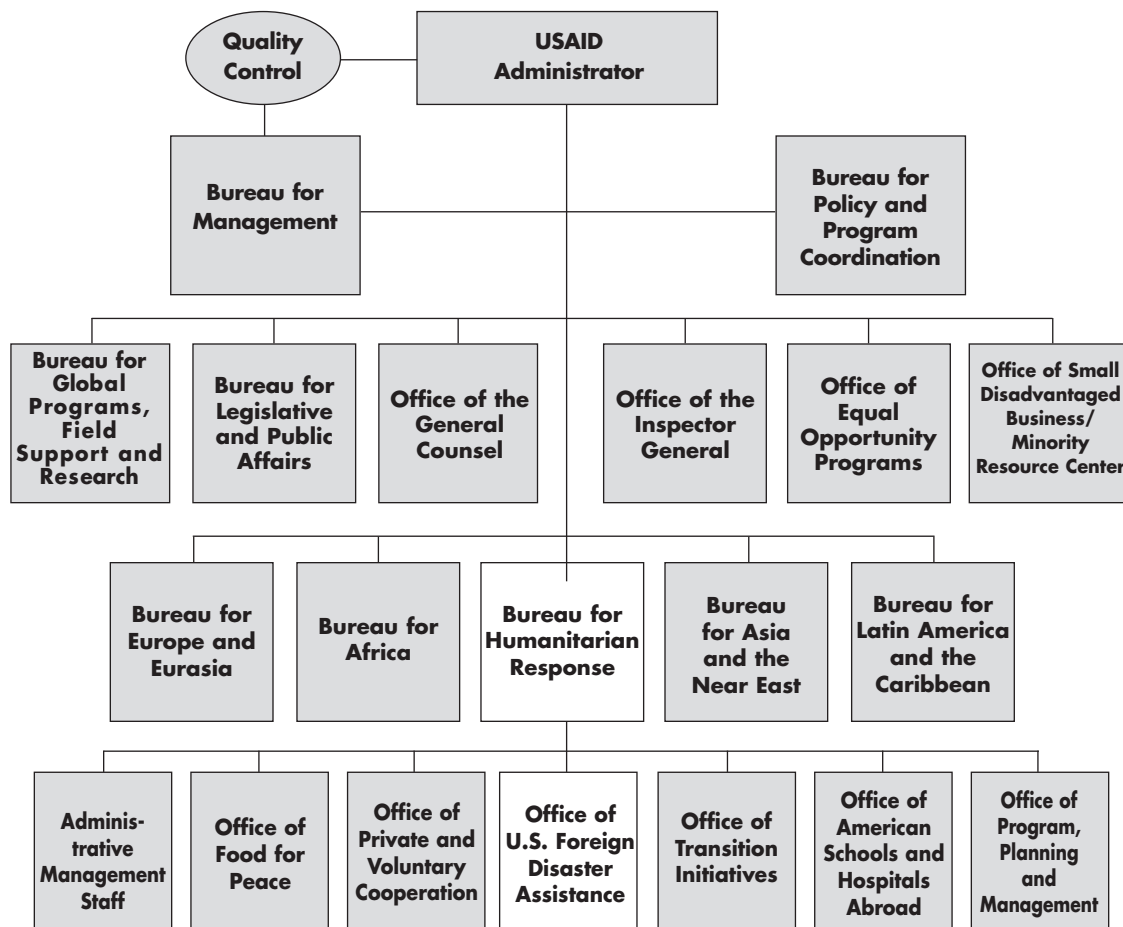 Quality
Control
USAID
Administrator
Bureau for
Management
Bureau for
Policy and
Program
Coordination
Bureau for
Global
Programs,
Field
Support and
Research
Bureau for
Legislative
and Public
Affairs
Office of the
General
Counsel
Office of the
Inspector
General
Office of
Equal
Opportunity
Programs
Office of Small
Disadvantaged
Business/
Minority
Resource Center
Bureau for
Europe and
Eurasia
Bureau for
Africa
Bureau for
Humanitarian
Response
Bureau
for Asia
and the
Near East
Bureau for
Latin America
and the
Caribbean
Adminis-
trative
Management
Staff
Office of
Food for
Peace
Office of
Private and
Voluntary
Cooperation
Office of
U.S. Foreign
Disaster
Assistance
Office of
Transition
Initiatives
Office of
American
Schools and
Hospitals
Abroad
Office of
Program,
Planning
and
Management